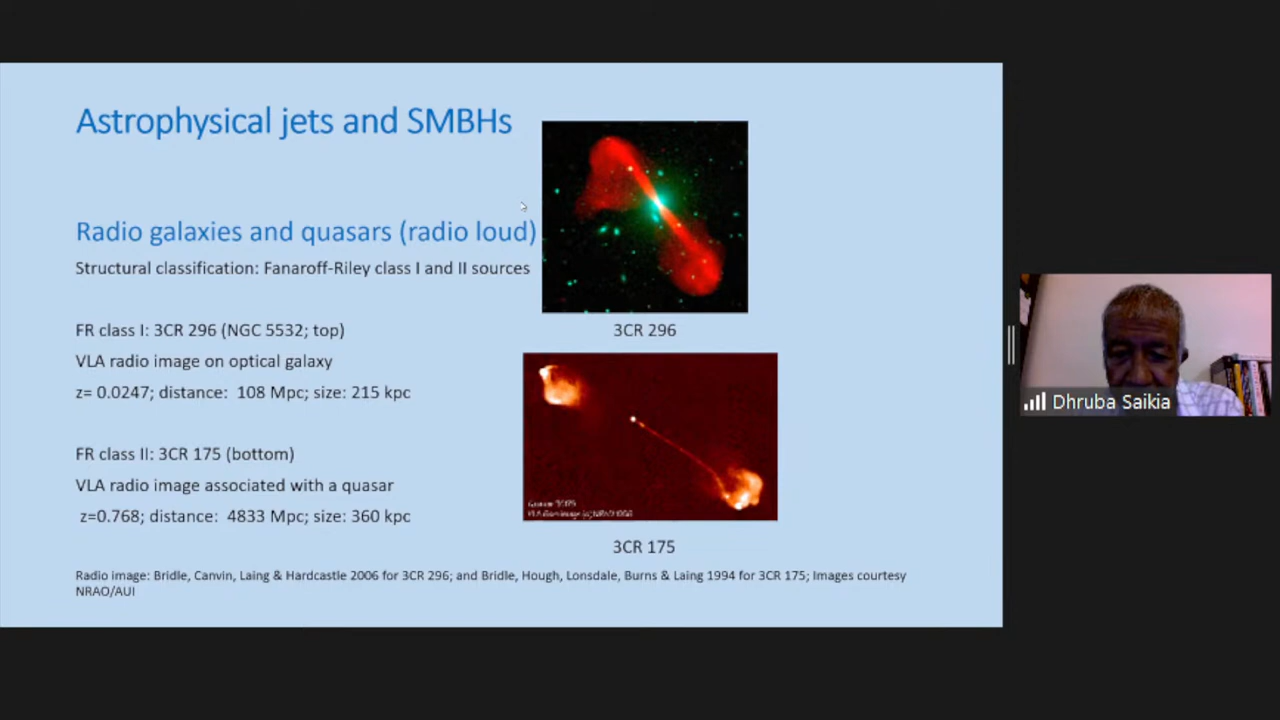 Astrophysical jets and SMBHs
Radio galaxies and quasars (radio loud)
Structural classification: Fanaroff-Riley class I and II sources
FR class I: 3CR 296 (NGC 5532; top)
VLA radio image on optical galaxy
z= 0.0247; distance: 108 Mpc; size: 215 kpc
3CR 296
FR class II: 3CR 175 (bottom)
VLA radio image associated with a quasar
z=0.768; distance: 4833 Mpc; size: 360 kpc
3CR 175
Radio image: Bridle, Canvin, Laing & Hardcastle 2006 for 3CR 296; and Bridle, Hough, Lonsdale, Burns & Laing 1994 for 3CR 175; Images courtesy
NRAO/AUI
Dhruba Saikia